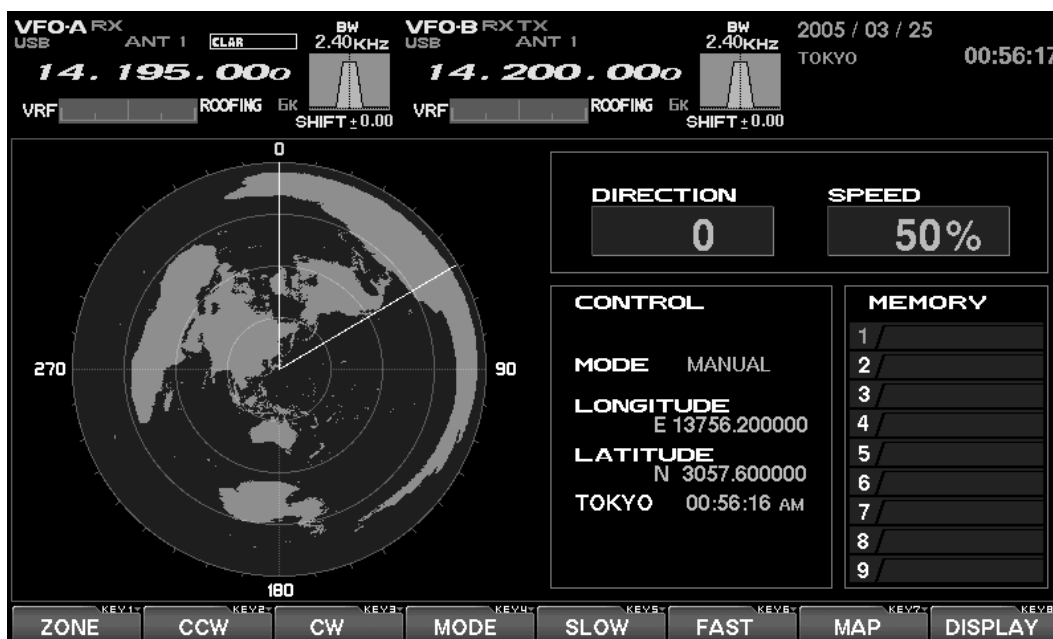 VFO-A RX BW VFO-B RX TX BW 2005 / 03 / 25
USB ANT 1 CLAR 2.40KHz USB ANT 1 2.40KHz TOKYO 00:56:17
14. 195. 000 14. 200. 000
VRF ROOFING 6K VRF ROOFING 6K
SHIFT ± 0.00 SHIFT ± 0.00
0
270
90
180
DIRECTION SPEED
0 50%
CONTROL
MODE MANUAL
LONGITUDE
E 13756.200000
LATITUDE
N 3057.600000
TOKYO 00:56:16 AM
MEMORY
1
2
3
4
5
6
7
8
9
KEY1 KEY2 KEY3 KEY4 KEY5 KEY6 KEY7 KEY8
ZONE CCW CW MODE SLOW FAST MAP DISPLAY